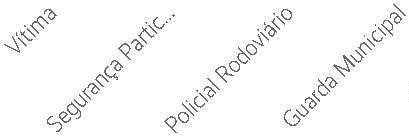 Vítima
Segurança Partic...
Policial Rodoviário
Guarda Municipal